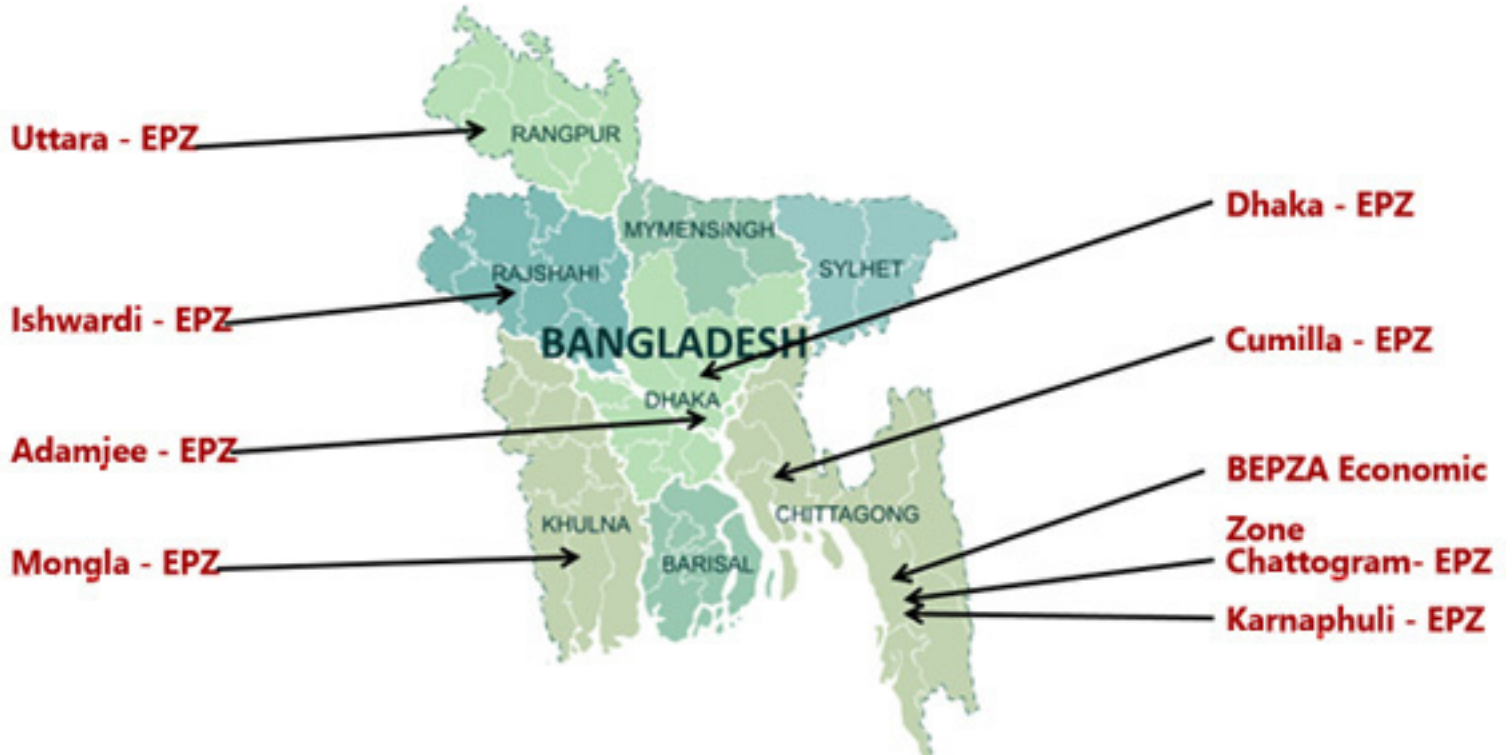 Uttara - EPZ
RANGPUR
Dhaka - EPZ
MYMENSINGH
SYLHET
RAJSHAHI
Ishwardi - EPZ
BANGLADESH
Cumilla - EPZ
DHAKA
Adamjee - EPZ
BEPZA Economic
Zone
CHITTAGONG
KHULNA
Mongla - EPZ
BARISAL
Chattogram- EPZ
Karnaphuli - EPZ